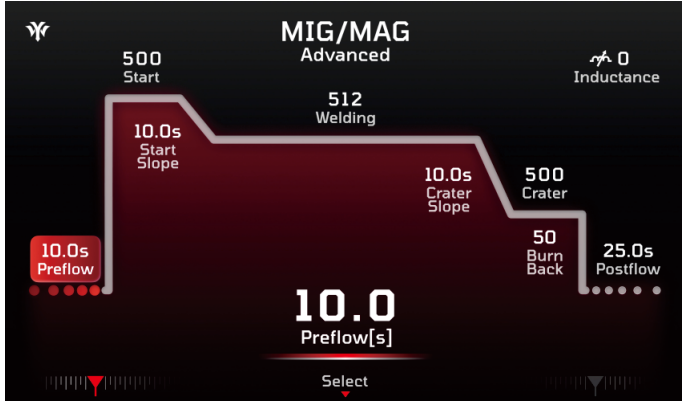 MIG/MAG
Advanced
500
Start
0
Inductance
512
Welding
10.0s
Start
Slope
10.0s
Crater
Slope
500
Crater
10.0s
Preflow
50
Burn
Back
25.0s
Postflow
10.0
Preflow[s]
Select